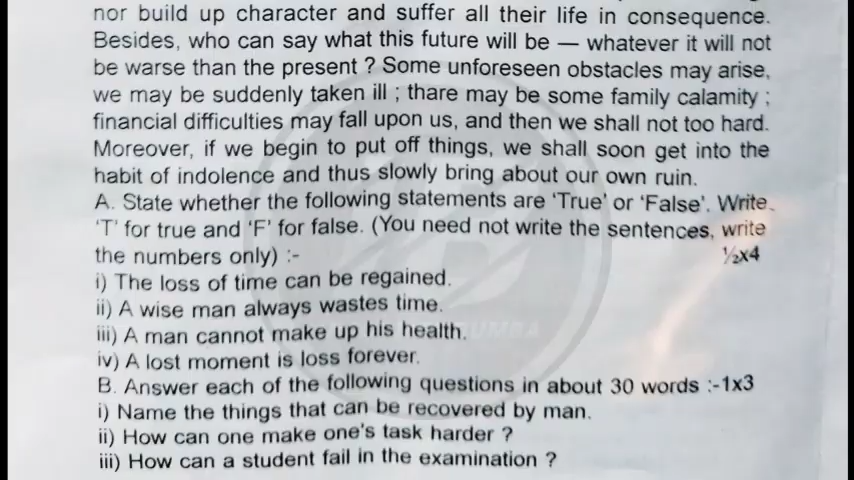 nor build up character and suffer all their life in consequence.
Besides, who can say what this future will be — whatever it will not
be warse than the present ? Some unforeseen obstacles may arise,
we may be suddenly taken ill ; thare may be some family calamity ;
financial difficulties may fall upon us, and then we shall not too hard.
Moreover, if we begin to put off things, we shall soon get into the
habit of indolence and thus slowly bring about our own ruin.
A. State whether the following statements are 'True' or 'False'. Write
'T' for true and 'F' for false. (You need not write the sentences, write
the numbers only) :- ½x4
i) The loss of time can be regained.
ii) A wise man always wastes time.
iii) A man cannot make up his health.
iv) A lost moment is loss forever.
B. Answer each of the following questions in about 30 words :-1x3
i) Name the things that can be recovered by man.
ii) How can one make one's task harder ?
iii) How can a student fail in the examination ?